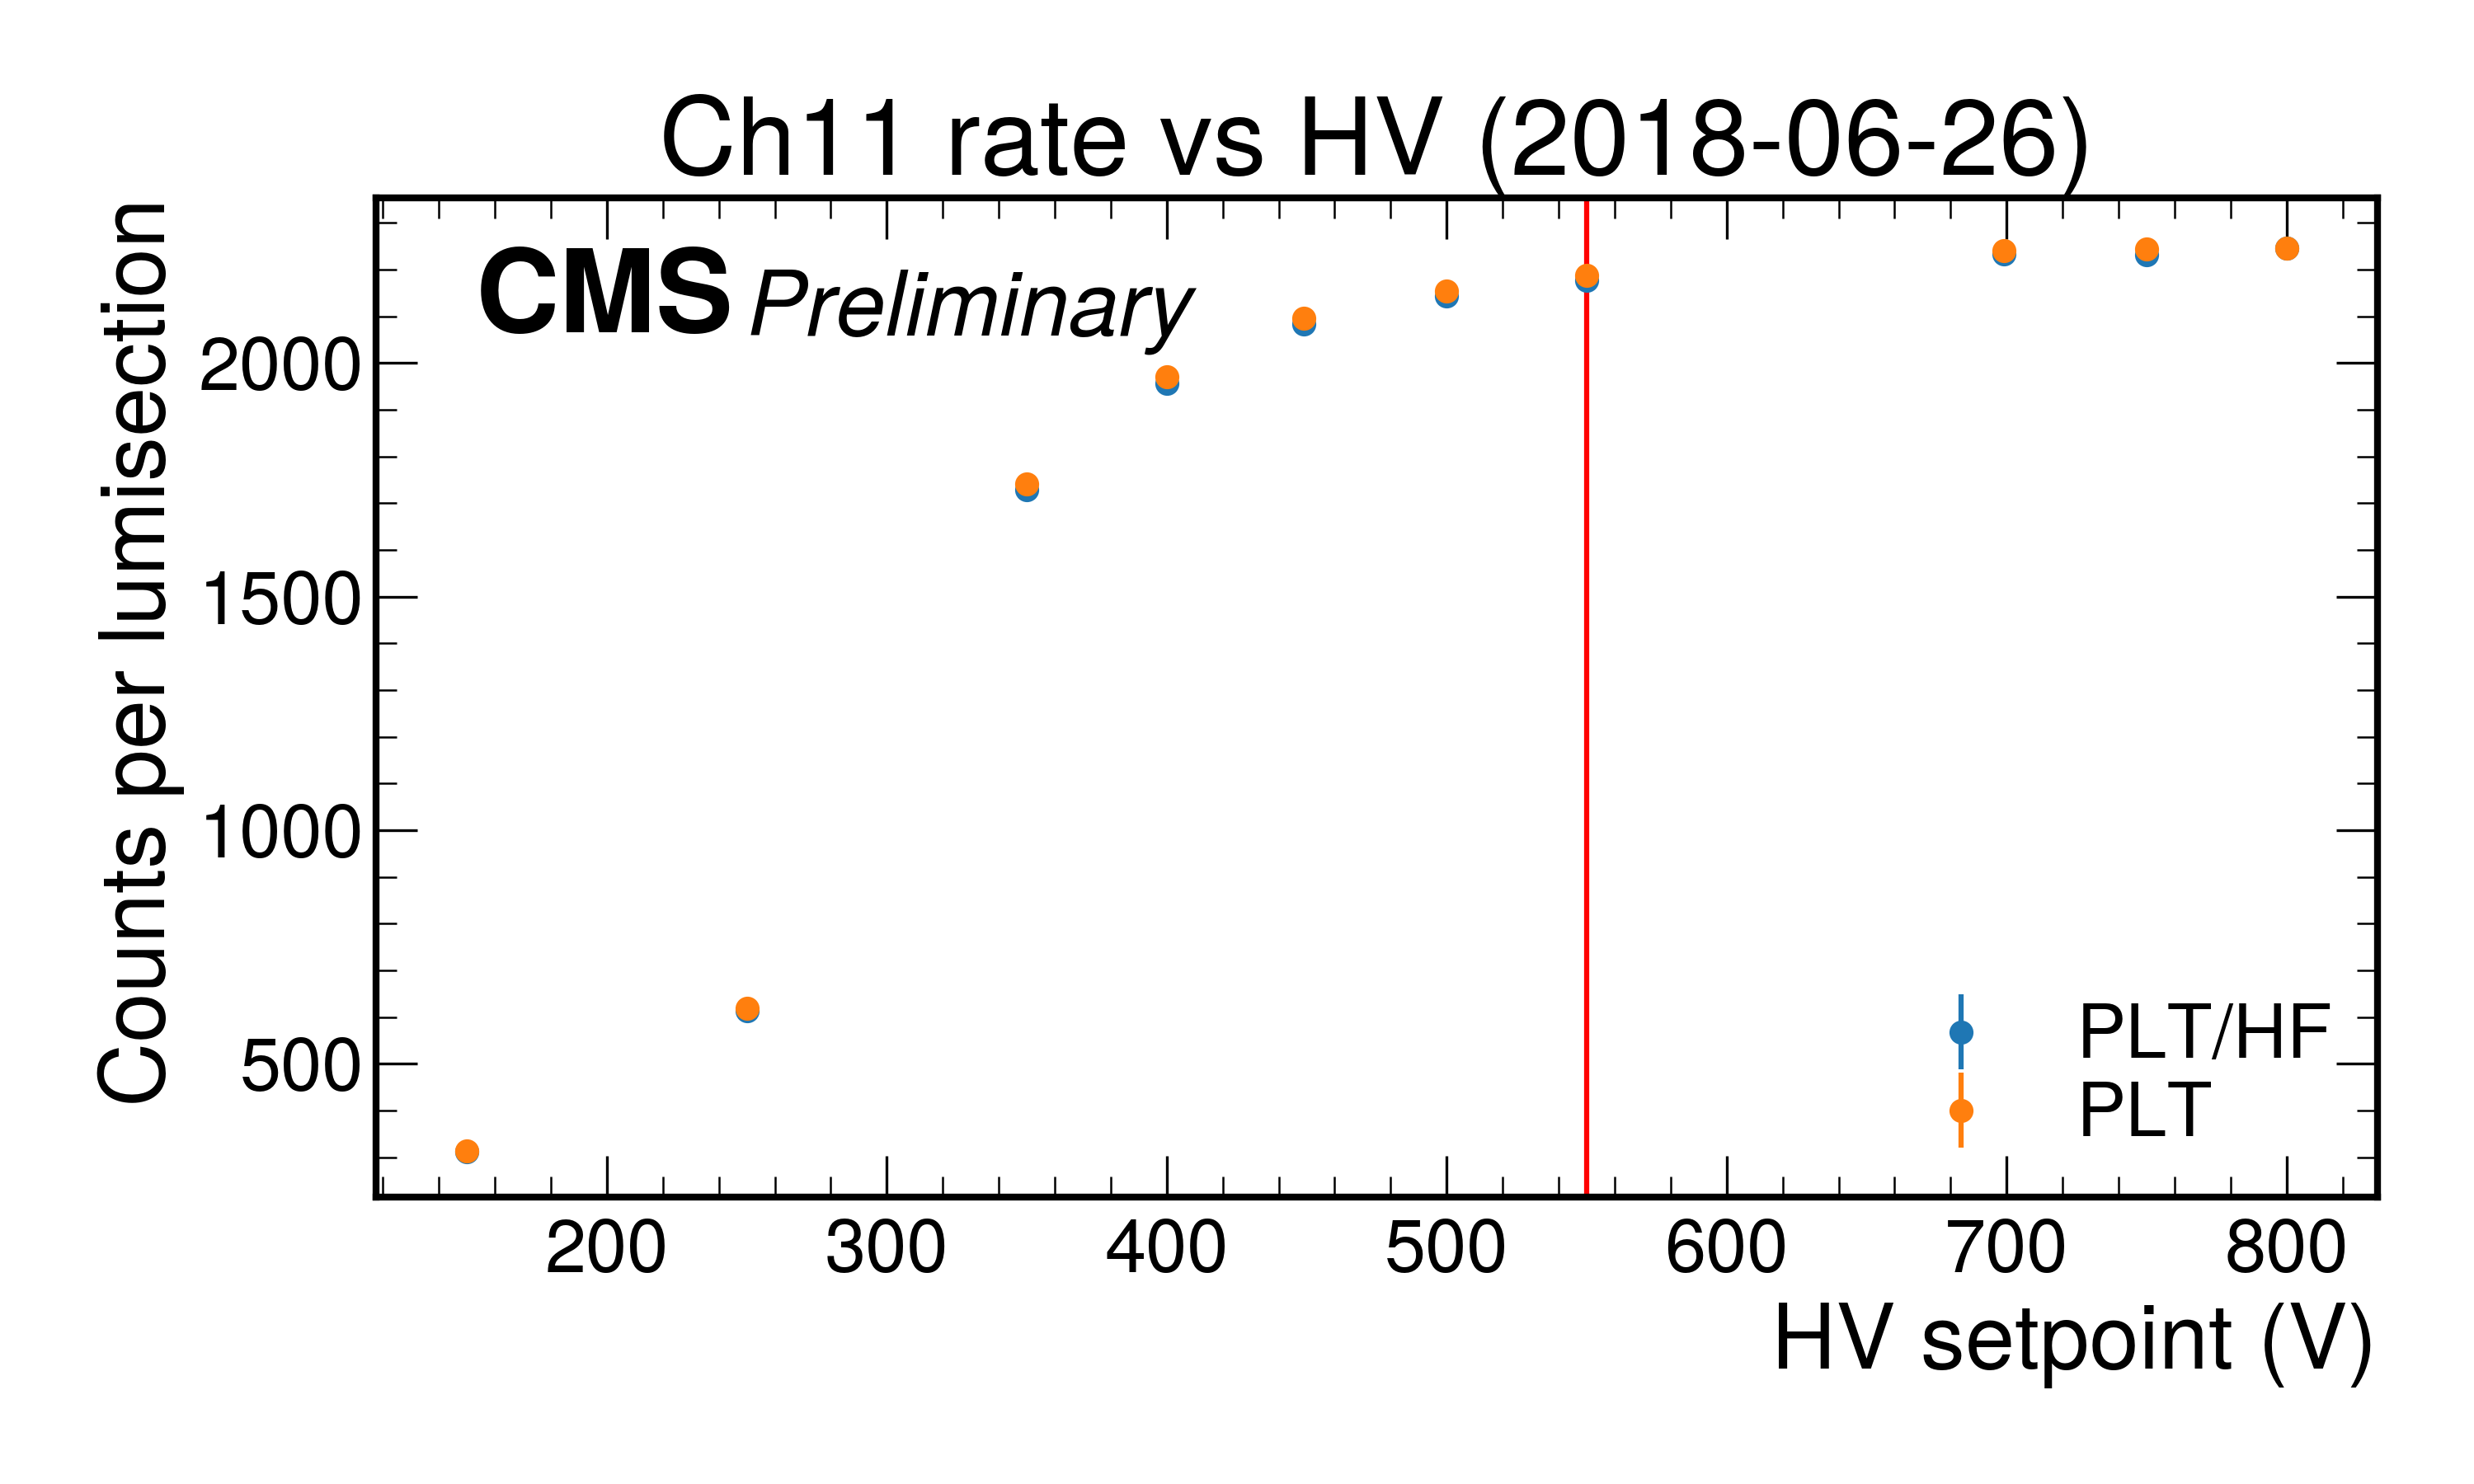 Ch11 rate vs HV (2018-06-26)
CMS Preliminary
Counts per lumisection
2000
1500
1000
500
PLT/HF
PLT
200 300 400 500 600 700 800
HV setpoint (V)